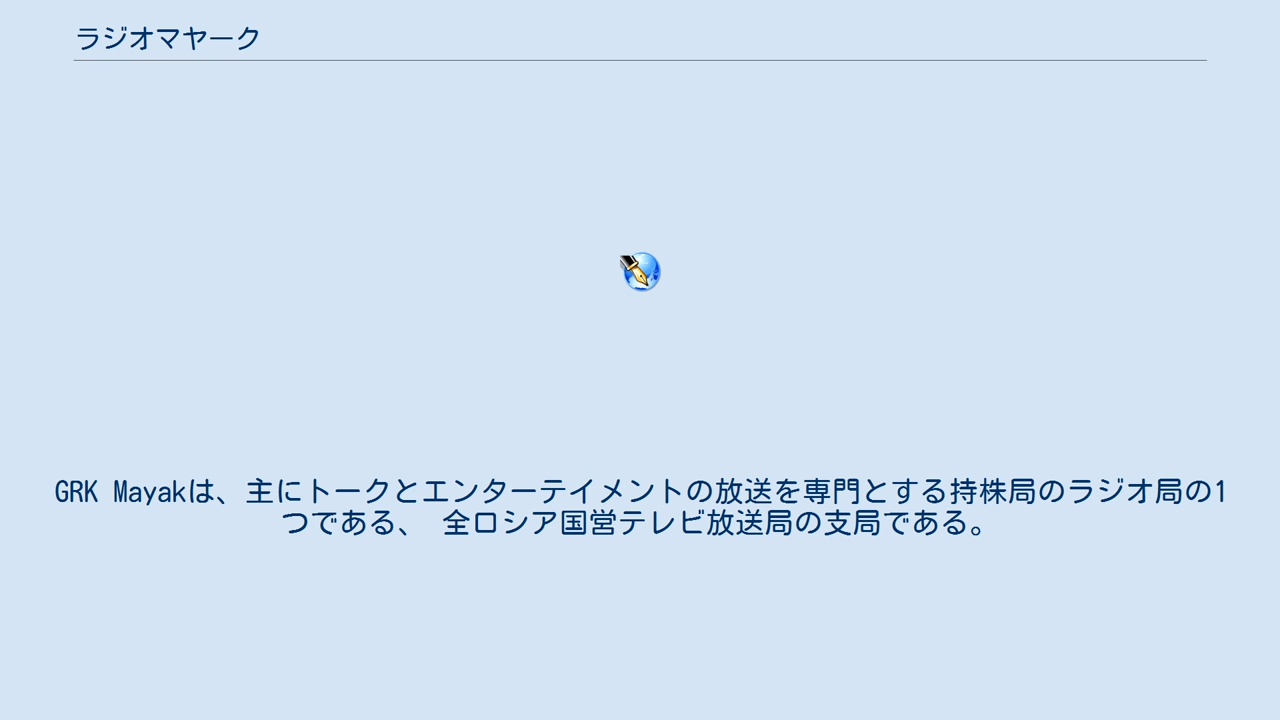 ラジオマヤーク
GRK Mayakは、主にトークとエンターテイメントの放送を専門とする持株局のラジオ局の1
つである、 全ロシア国営テレビ放送局の支局である。